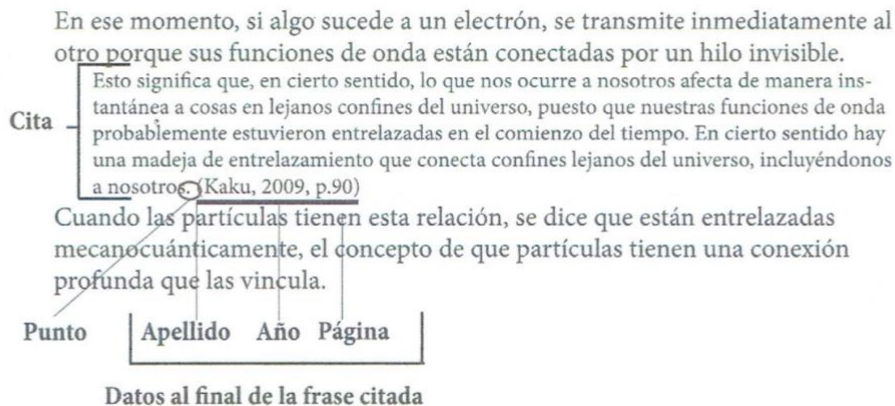 En ese momento, si algo sucede a un electrón, se transmite inmediatamente al
otro porque sus funciones de onda están conectadas por un hilo invisible.
Esto significa que, en cierto sentido, lo que nos ocurre a nosotros afecta de manera ins-
tantánea a cosas en lejanos confines del universo, puesto que nuestras funciones de onda
probablemente estuvieron entrelazadas en el comienzo del tiempo. En cierto sentido hay
una madeja de entrelazamiento que conecta confines lejanos del universo, incluyéndonos
a nosotros. (Kaku, 2009, p.90)
Cita
Cuando las partículas tienen esta relación, se dice que están entrelazadas
mecanocuánticamente, el concepto de que partículas tienen una conexión
profunda que las vincula.
Punto Apellido Año Página
Datos al final de la frase citada